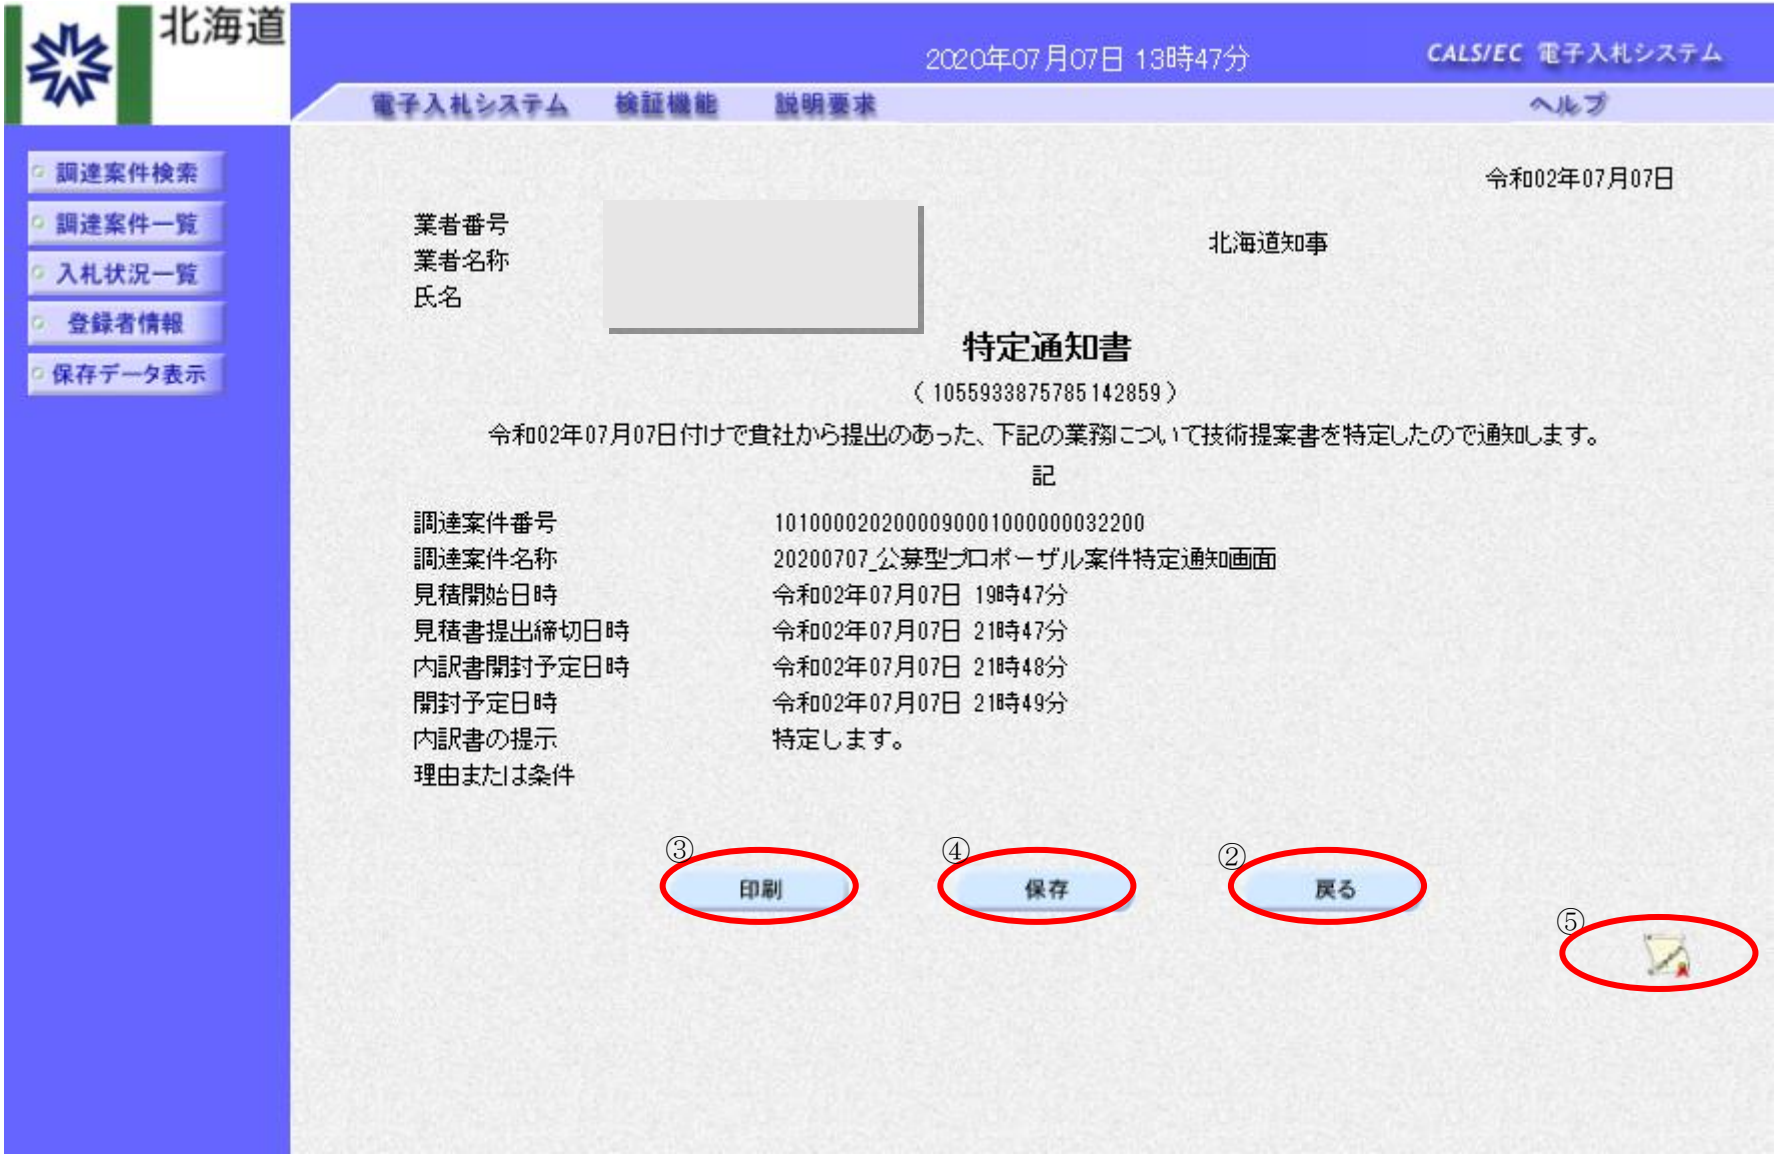 北海道
2020年07月07日 13時47分
CALS/EC 電子入札システム
電子入札システム 検証機能 説明要求 ヘルプ
調達案件検索
調達案件一覧
入札状況一覧
登録者情報
保存データ表示
令和02年07月07日
業者番号
業者名称
氏名
北海道知事
特定通知書
(1055933875785142859)
令和02年07月07日付けで貴社から提出のあった、下記の業務について技術提案書を特定したので通知します。
記
調達案件番号 1010000202000090001000000032200
調達案件名称 20200707_公募型プロポーザル案件特定通知画面
見積開始日時 令和02年07月07日 19時47分
見積書提出締切日時 令和02年07月07日 21時47分
内訳書開封予定日時 令和02年07月07日 21時48分
開封予定日時 令和02年07月07日 21時49分
内訳書の提示 特定します。
理由または条件
③ ④ ②
印刷 保存 戻る
⑤